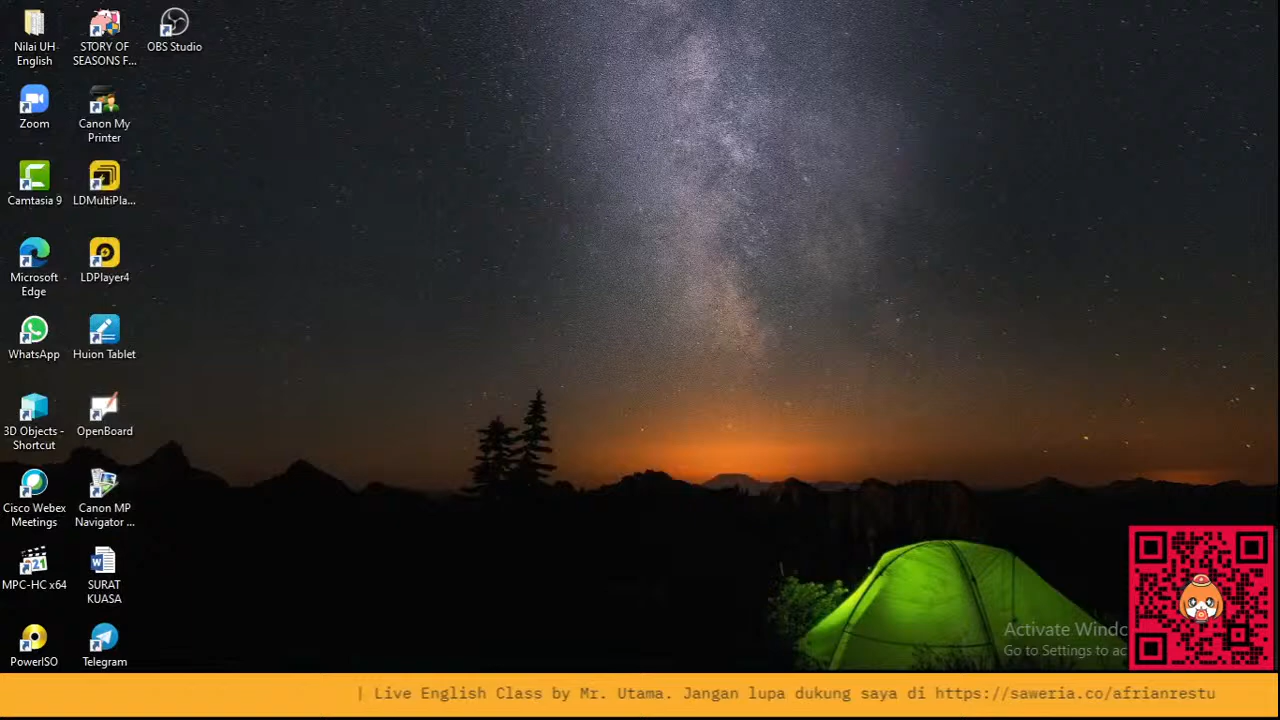 Nilai UH
English
STORY OF
SEASONS F...
OBS Studio
Zoom
Canon My
Printer
Camtasia 9
LDMultiPla...
Microsoft
Edge
LDPlayer4
WhatsApp
Huion Tablet
3D Objects -
Shortcut
OpenBoard
Cisco Webex
Meetings
Canon MP
Navigator ...
MPC-HC x64
SURAT
KUASA
PowerISO
Telegram
Activate Windo
Go to Settings to ac
| Live English Class by Mr. Utama. Jangan lupa dukung saya di https://saweria.co/afrianrestu